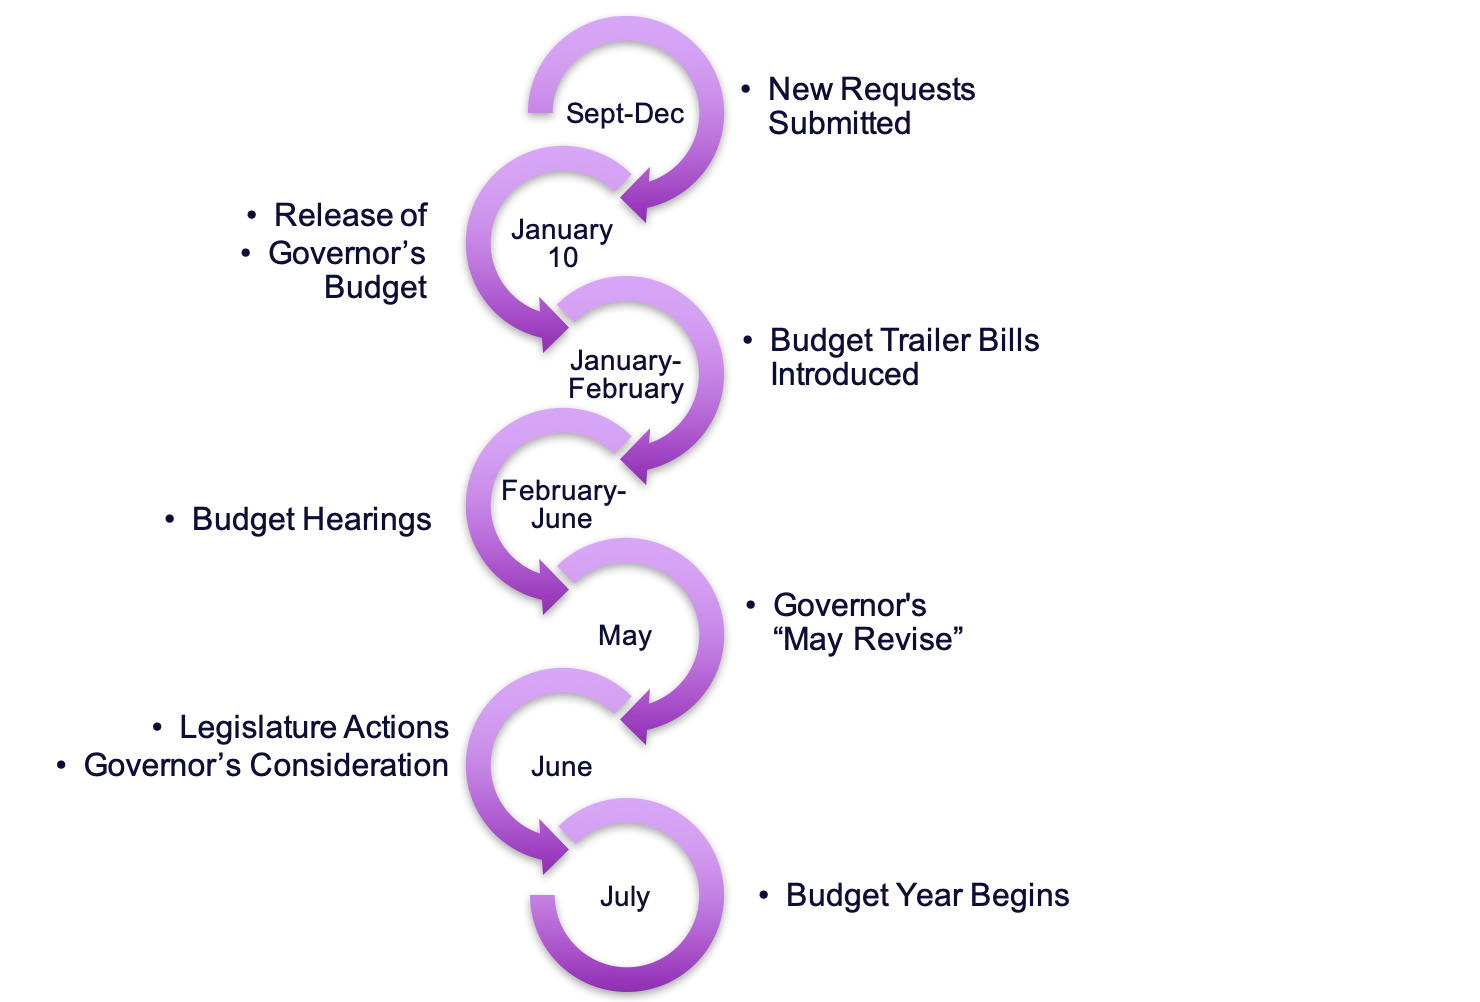 Sept-Dec
• New Requests
Submitted
• Release of
• Governor’s
Budget
January
10
January-
February
• Budget Trailer Bills
Introduced
• Budget Hearings
February-
June
May
• Governor's
“May Revise”
• Legislature Actions
• Governor’s Consideration
June
July
• Budget Year Begins